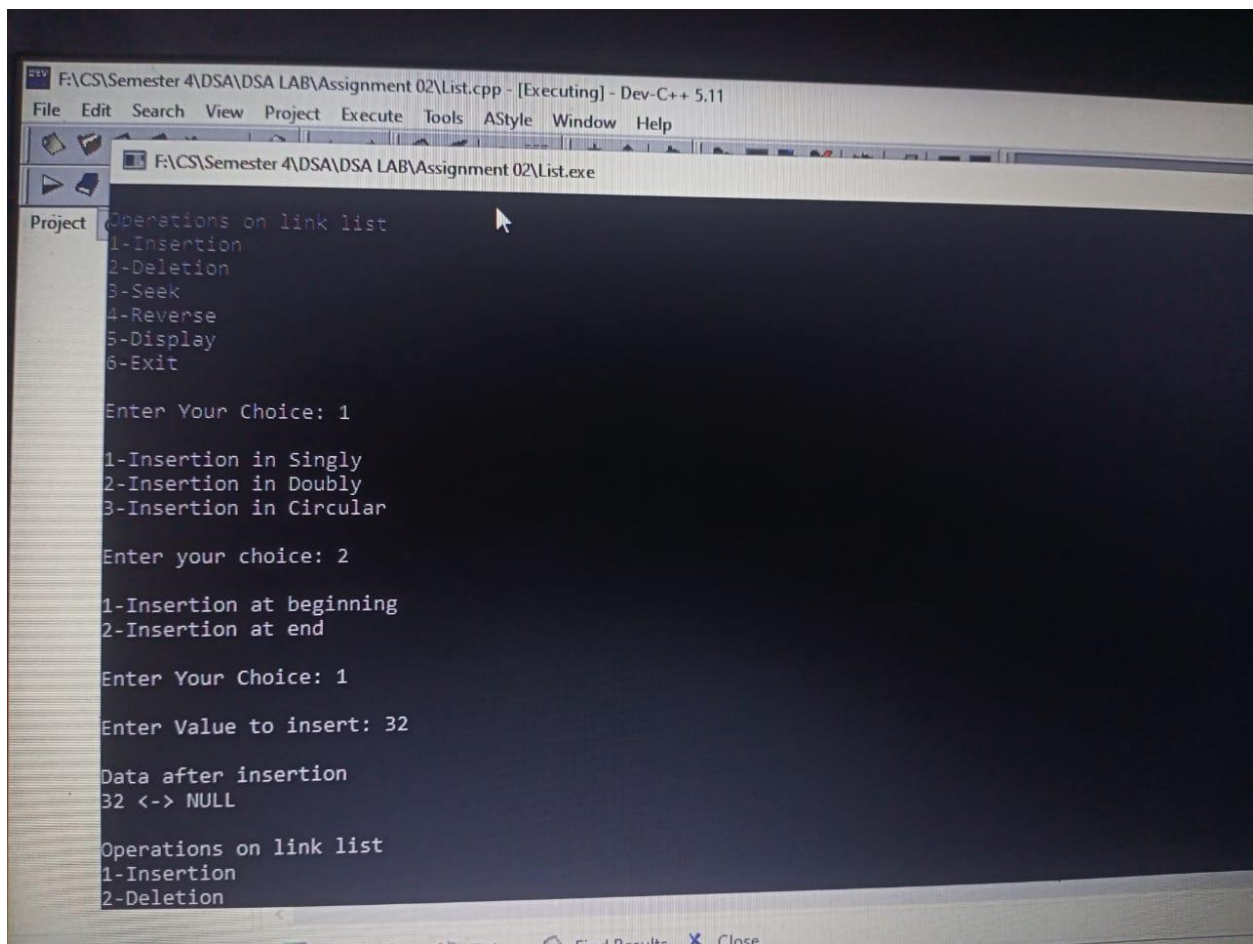 F:\CS\Semester 4\DSA\DSA LAB\Assignment 02\List.cpp - [Executing] - Dev-C++ 5.11
File Edit Search View Project Execute Tools AStyle Window Help
F:\CS\Semester 4\DSA\DSA LAB\Assignment 02\List.exe
Project
Operations on link list
1-Insertion
2-Deletion
3-Seek
4-Reverse
5-Display
6-Exit
Enter Your Choice: 1
1-Insertion in Singly
2-Insertion in Doubly
3-Insertion in Circular
Enter your choice: 2
1-Insertion at beginning
2-Insertion at end
Enter Your Choice: 1
Enter Value to insert: 32
Data after insertion
32 <-> NULL
Operations on link list
1-Insertion
2-Deletion
Close